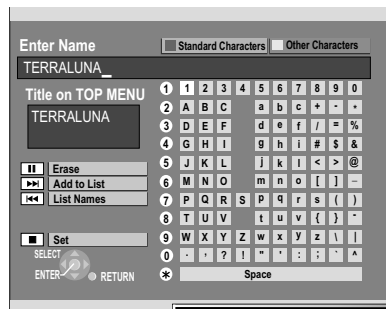 Enter Name
Standard Characters Other Characters
TERRALUNA_
Title on TOP MENU
TERRALUNA
Erase
Add to List
List Names
Set
SELECT
ENTER RETURN
1 1 2 3 4 5 6 7 8 9 0
2 A B C a b c + - *
3 D E F d e f / = %
4 G H I g h i # $ &
5 J K L j k l < > @
6 M N O m n o [ ] _
7 P Q R S p q r s ( )
8 T U V t u v { } -
9 W X Y Z w x y z \ |
0 . , ? ! " ' : ; ` ^
* Space